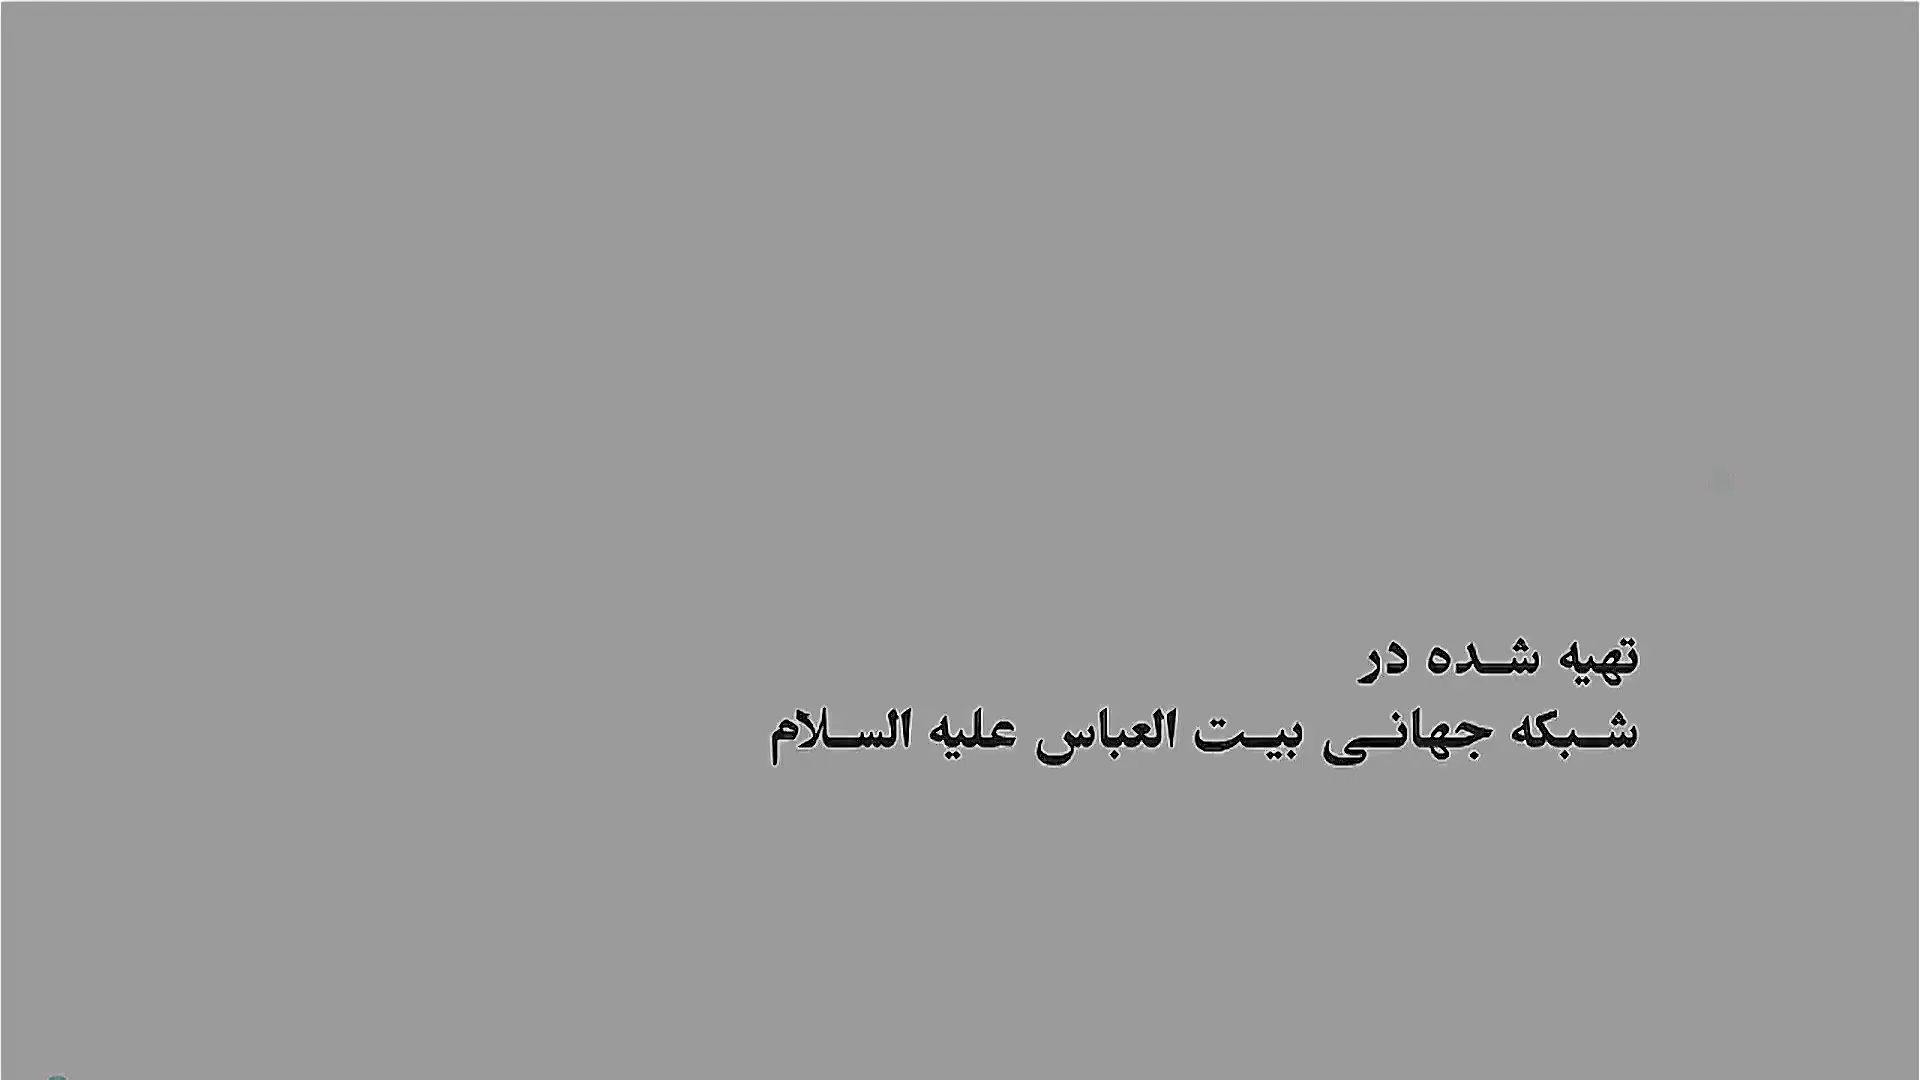 تهیه شده در
شبکه جهانی بیت العباس علیه السلام